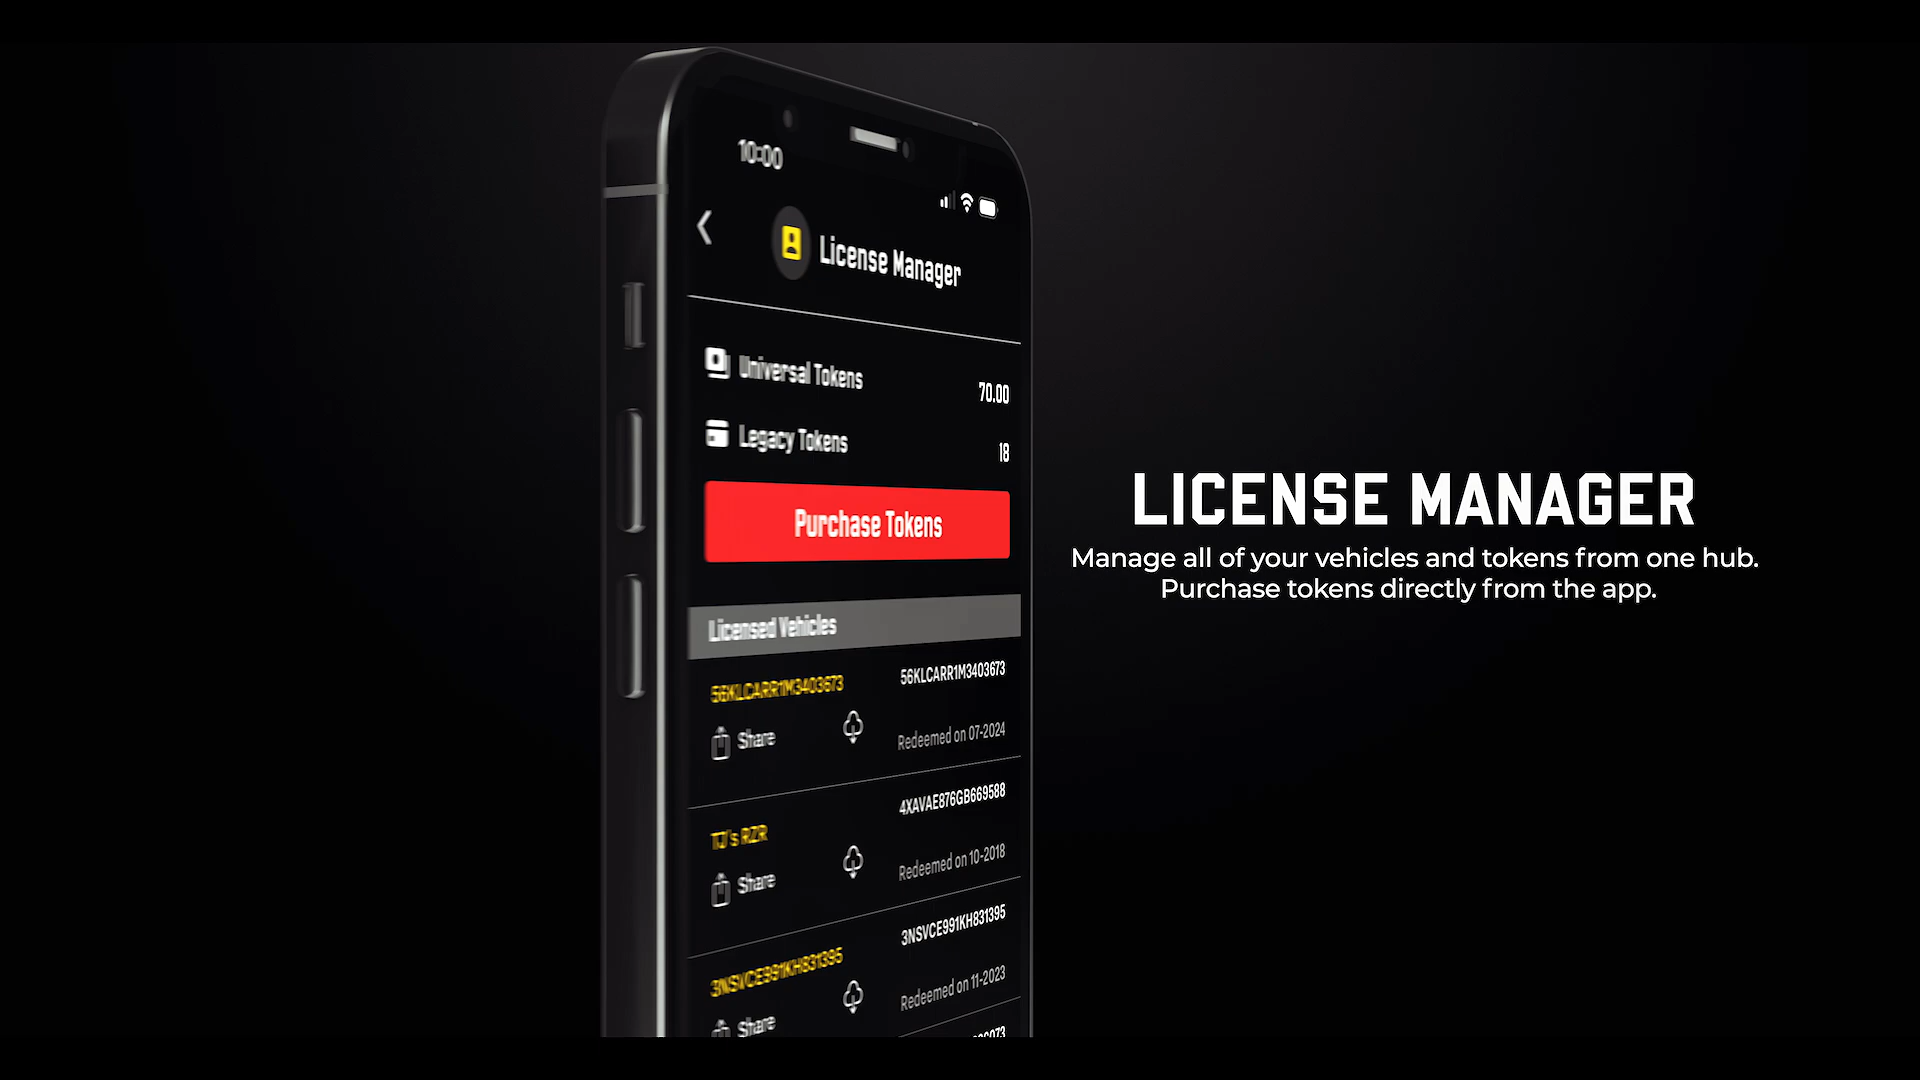 10:00
License Manager
Universal Tokens 70.00
Legacy Tokens 18
Purchase Tokens
Licensed Vehicles
56KLCARR1M3403673 56KLCARR1M3403673
Share Redeemed on 07-2024
TJ's RZR 4XAVAE876GB669588
Share Redeemed on 10-2018
3NSVCE991KH831395 3NSVCE991KH831395
Share Redeemed on 11-2023
LICENSE MANAGER
Manage all of your vehicles and tokens from one hub.
Purchase tokens directly from the app.